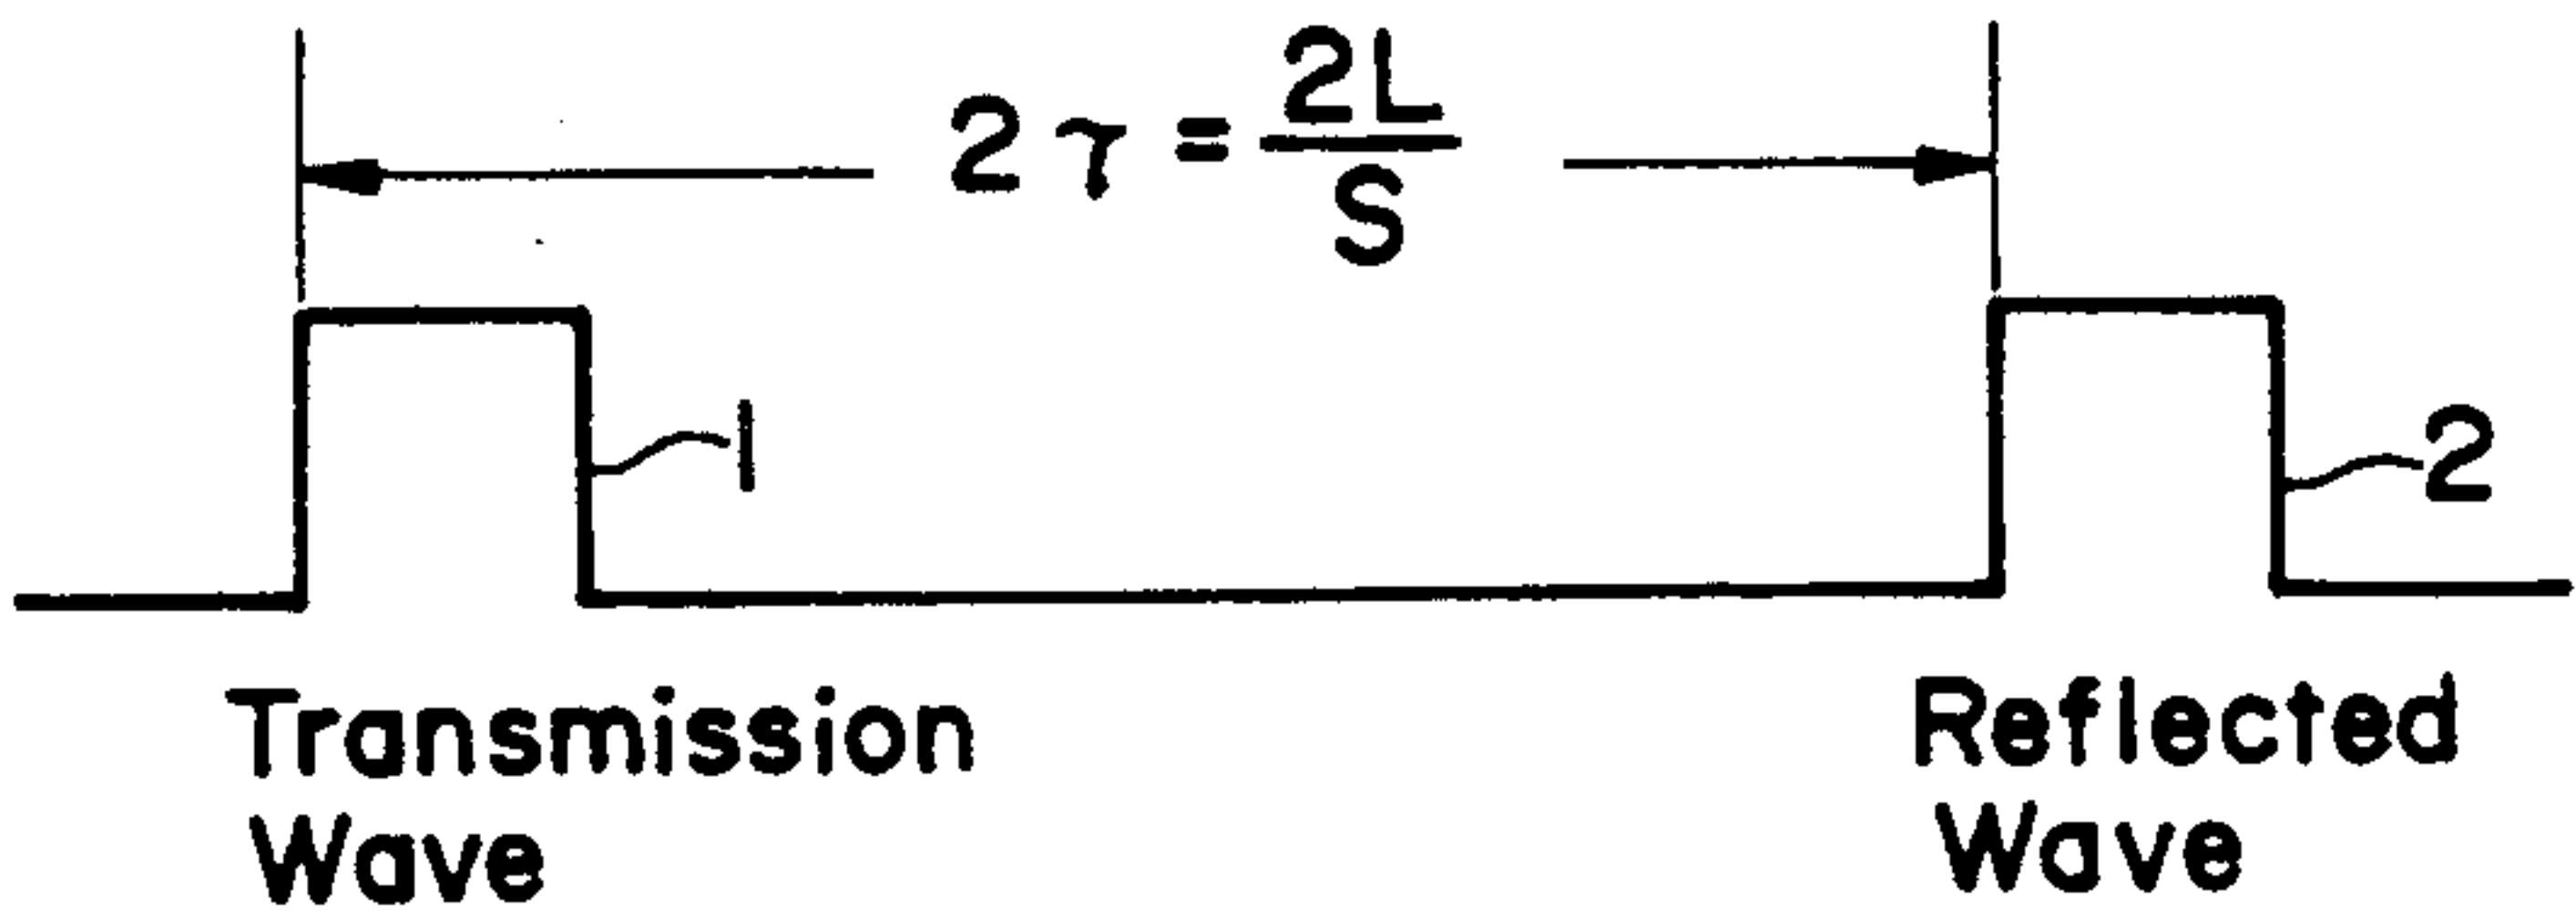 2τ = 2L/S
1
2
Transmission
Wave
Reflected
Wave